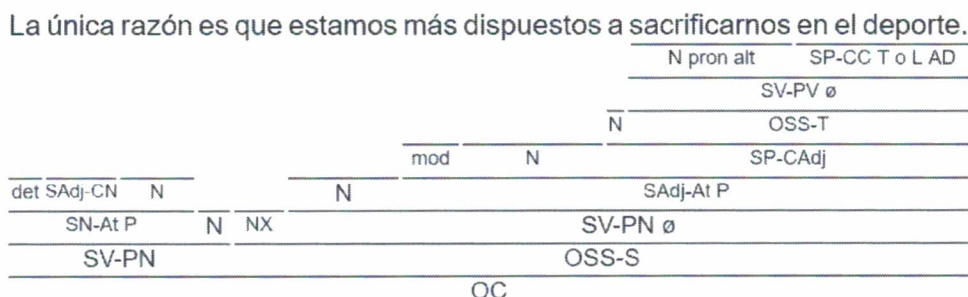 La única razón es que estamos más dispuestos a sacrificarnos en el deporte.
N pron alt SP-CC T o L AD
SV-PV ø
N OSS-T
mod N SP-CAdj
det SAdj-CN N N SAdj-At P
SN-At P N NX SV-PN ø
SV-PN OSS-S
OC